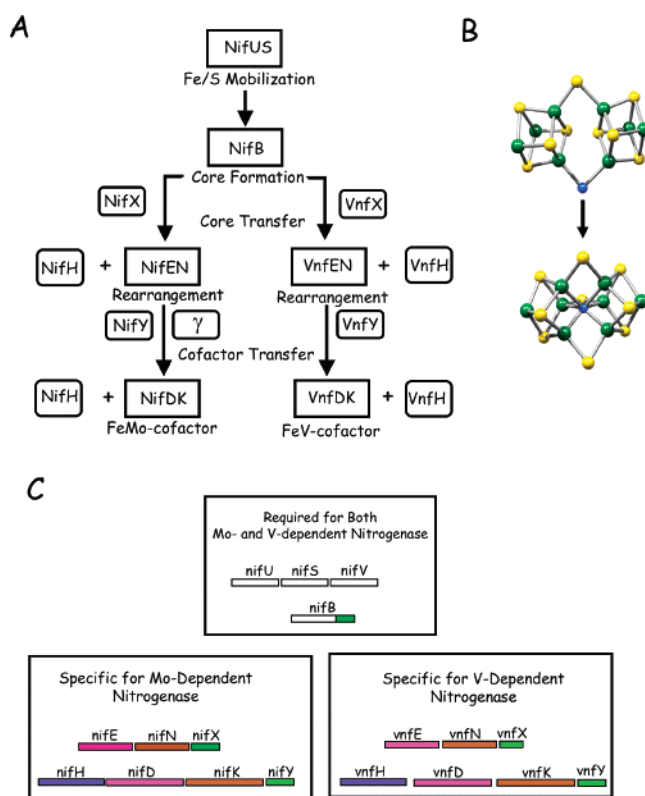 A
B
NifUS
Fe/S Mobilization
NifB
Core Formation
NifX
VnfX
Core Transfer
NifH + NifEN VnfEN + VnfH
Rearrangement Rearrangement
NifY γ VnfY
Cofactor Transfer
NifH + NifDK VnfDK + VnfH
FeMo-cofactor FeV-cofactor
C
Required for Both
Mo- and V-dependent Nitrogenase
nifU nifS nifV
nifB
Specific for Mo-Dependent
Nitrogenase
nifE nifN nifX
nifH nifD nifK nifY
Specific for V-Dependent
Nitrogenase
vnfE vnfN vnfX
vnfH vnfD vnfK vnfY